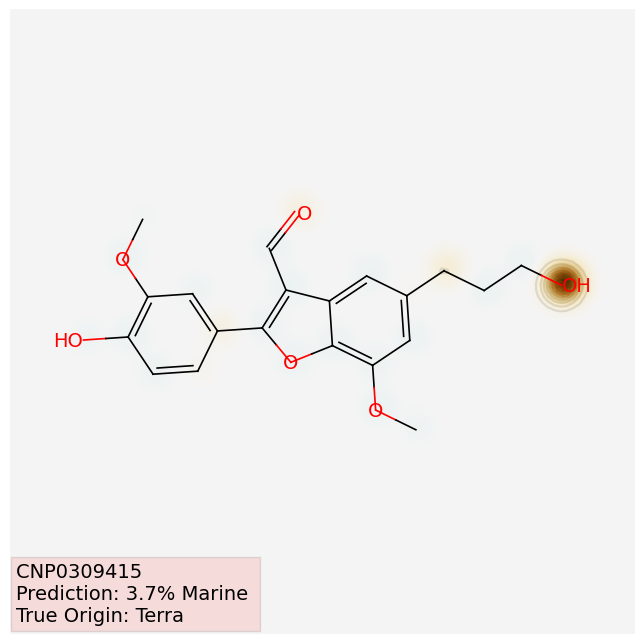 O
O
HO
O
O
OH
CNP0309415
Prediction: 3.7% Marine
True Origin: Terra